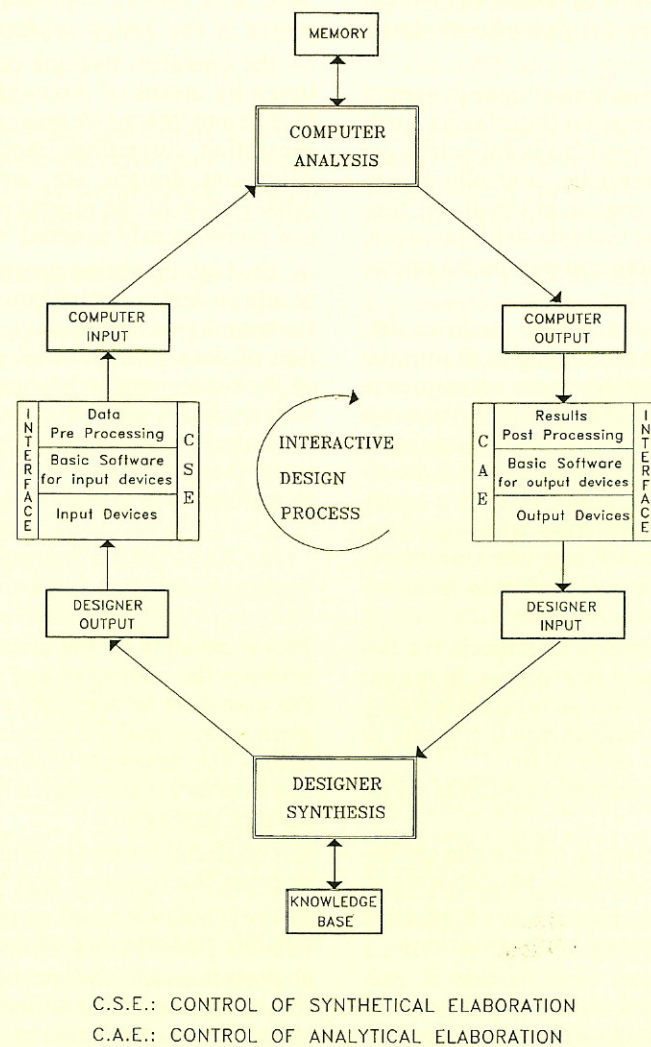 MEMORY
COMPUTER
ANALYSIS
COMPUTER
INPUT
COMPUTER
OUTPUT
INTERFACE
Data
Pre Processing
Basic Software
for input devices
Input Devices
CSE
INTERACTIVE
DESIGN
PROCESS
CAE
Results
Post Processing
Basic Software
for output devices
Output Devices
INTERFACE
DESIGNER
OUTPUT
DESIGNER
INPUT
DESIGNER
SYNTHESIS
KNOWLEDGE
BASE
C.S.E.: CONTROL OF SYNTHETICAL ELABORATION
C.A.E.: CONTROL OF ANALYTICAL ELABORATION